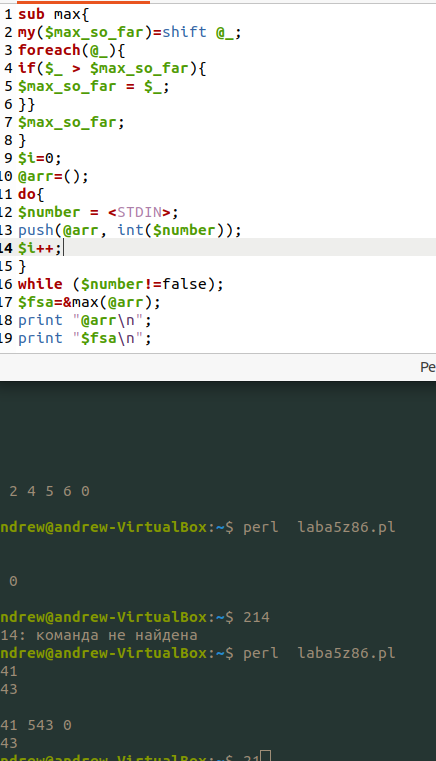 1 sub max{
2 my($max_so_far)=shift @_;
3 foreach(@_){
4 if($_ > $max_so_far){
5 $max_so_far = $_;
6 }}
7 $max_so_far;
8 }
9 $i=0;
10 @arr=();
11 do{
12 $number = <STDIN>;
13 push(@arr, int($number));
14 $i++;
15 }
16 while ($number!=false);
17 $fsa=&max(@arr);
18 print "@arr\n";
19 print "$fsa\n";
Pe
2 4 5 6 0
ndrew@andrew-VirtualBox:~$ perl  laba5z86.pl
0
ndrew@andrew-VirtualBox:~$ 214
14: команда не найдена
ndrew@andrew-VirtualBox:~$ perl  laba5z86.pl
41
43
41 543 0
43
ndrew@andrew-VirtualBox:~$ 21